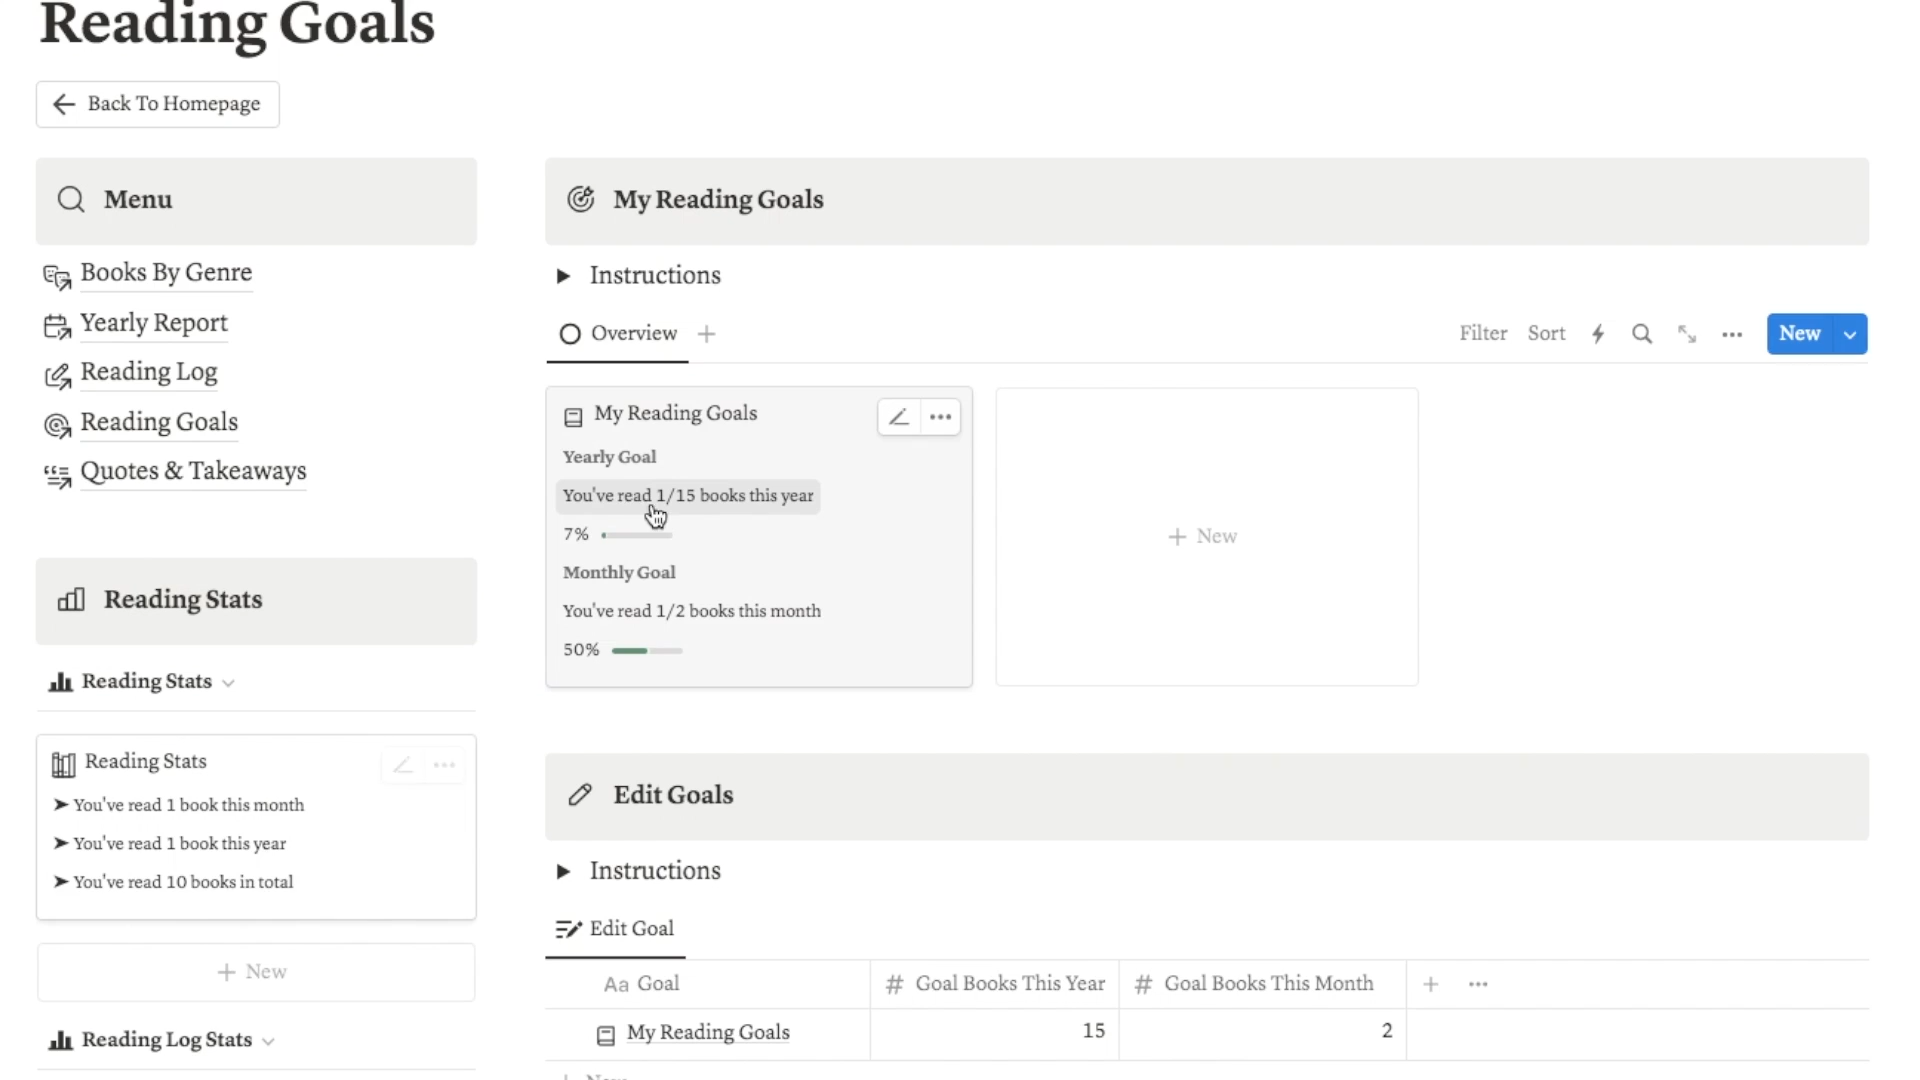 Reading Goals
Back To Homepage
Menu
Books By Genre
Yearly Report
Reading Log
Reading Goals
Quotes & Takeaways
Reading Stats
Reading Stats
Reading Stats
➤ You've read 1 book this month
➤ You've read 1 book this year
➤ You've read 10 books in total
+ New
Reading Log Stats
My Reading Goals
Instructions
Overview
Filter Sort New
My Reading Goals
Yearly Goal
You've read 1/15 books this year
7%
Monthly Goal
You've read 1/2 books this month
50%
+ New
Edit Goals
Instructions
Edit Goal
Aa Goal # Goal Books This Year # Goal Books This Month
My Reading Goals 15 2